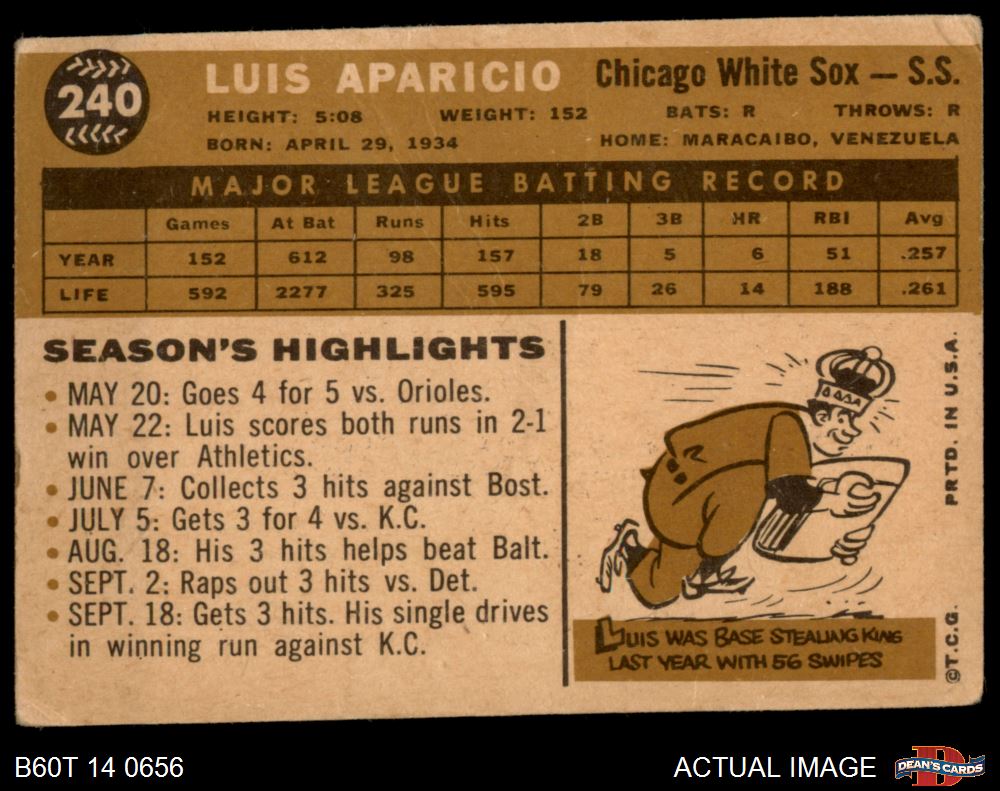 240
LUIS APARICIO Chicago White Sox — S.S.
HEIGHT: 5:08 WEIGHT: 152 BATS: R THROWS: R
BORN: APRIL 29, 1934 HOME: MARACAIBO, VENEZUELA
MAJOR LEAGUE BATTING RECORD
Games At Bat Runs Hits 2B 3B HR RBI Avg
YEAR 152 612 98 157 18 5 6 51 .257
LIFE 592 2277 325 595 79 26 14 188 .261
SEASON'S HIGHLIGHTS
• MAY 20: Goes 4 for 5 vs. Orioles.
• MAY 22: Luis scores both runs in 2-1
win over Athletics.
• JUNE 7: Collects 3 hits against Bost.
• JULY 5: Gets 3 for 4 vs. K.C.
• AUG. 18: His 3 hits helps beat Balt.
• SEPT. 2: Raps out 3 hits vs. Det.
• SEPT. 18: Gets 3 hits. His single drives
in winning run against K.C.
LUIS WAS BASE STEALING KING
LAST YEAR WITH 56 SWIPES
©T.C.G. PRTD. IN U.S.A.
B60T 14 0656 ACTUAL IMAGE
D
DEAN'S CARDS